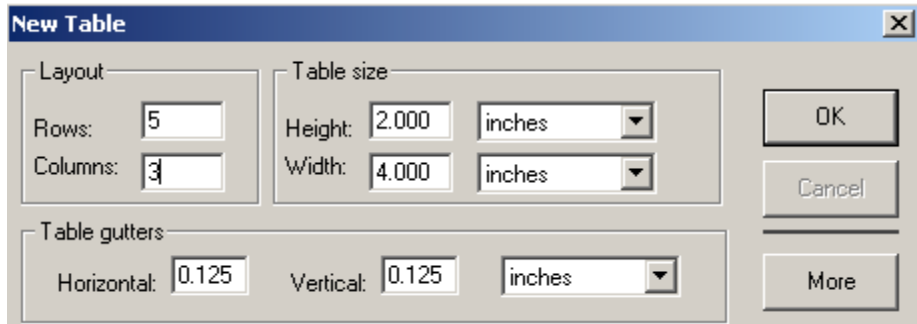 New Table
Layout
Rows: 5
Columns: 3
Table size
Height: 2.000 inches
Width: 4.000 inches
Table gutters
Horizontal: 0.125 Vertical: 0.125 inches
OK
Cancel
More